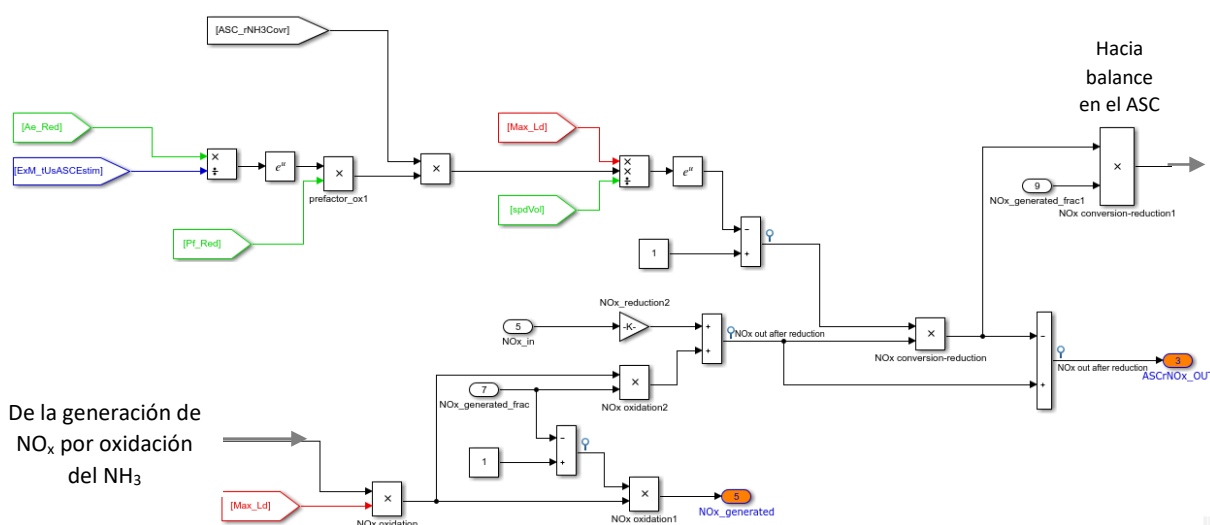 [ASC_rNH3Covr]
Hacia
balance
en el ASC
[Ae_Red]
[Max_Ld]
[ExM_tUsASCEstim]
×
÷
eᵘ
×
prefactor_ox1
×
×
×
÷
eᵘ
×
9
NOx_generated_frac1
NOx conversion-reduction1
[Pf_Red]
[spdVol]
1
−
+
NOx_reduction2
5
-K-
NOx_in
+
+
NOx out after reduction
×
NOx conversion-reduction
−
+
NOx out after reduction
3
ASCrNOx_OUT
7
NOx_generated_frac
×
NOx oxidation2
De la generación de
NOₓ por oxidación
del NH₃
1
−
+
[Max_Ld]
×
NOx oxidation
×
NOx oxidation1
5
NOx_generated